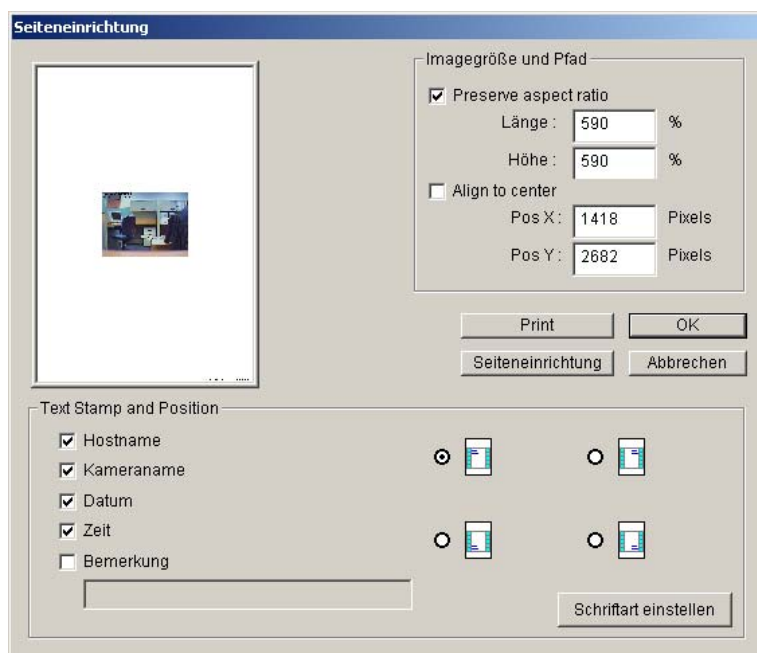 Seiteneinrichtung
Imagegröße und Pfad
Preserve aspect ratio
Länge : 590 %
Höhe : 590 %
Align to center
Pos X : 1418 Pixels
Pos Y : 2682 Pixels
Print OK
Seiteneinrichtung Abbrechen
Text Stamp and Position
Hostname
Kameraname
Datum
Zeit
Bemerkung
Schriftart einstellen